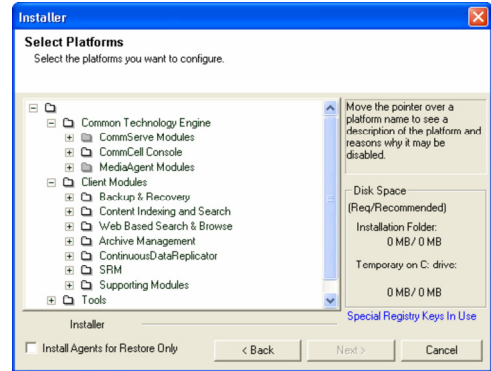 Installer
Select Platforms
Select the platforms you want to configure.
Common Technology Engine
CommServe Modules
CommCell Console
MediaAgent Modules
Client Modules
Backup & Recovery
Content Indexing and Search
Web Based Search & Browse
Archive Management
ContinuousDataReplicator
SRM
Supporting Modules
Tools
Move the pointer over a
platform name to see a
description of the platform and
reasons why it may be
disabled.
Disk Space
(Req/Recommended)
Installation Folder:
0 MB/ 0 MB
Temporary on C: drive:
0 MB/ 0 MB
Special Registry Keys In Use
Installer
Install Agents for Restore Only
< Back
Next >
Cancel